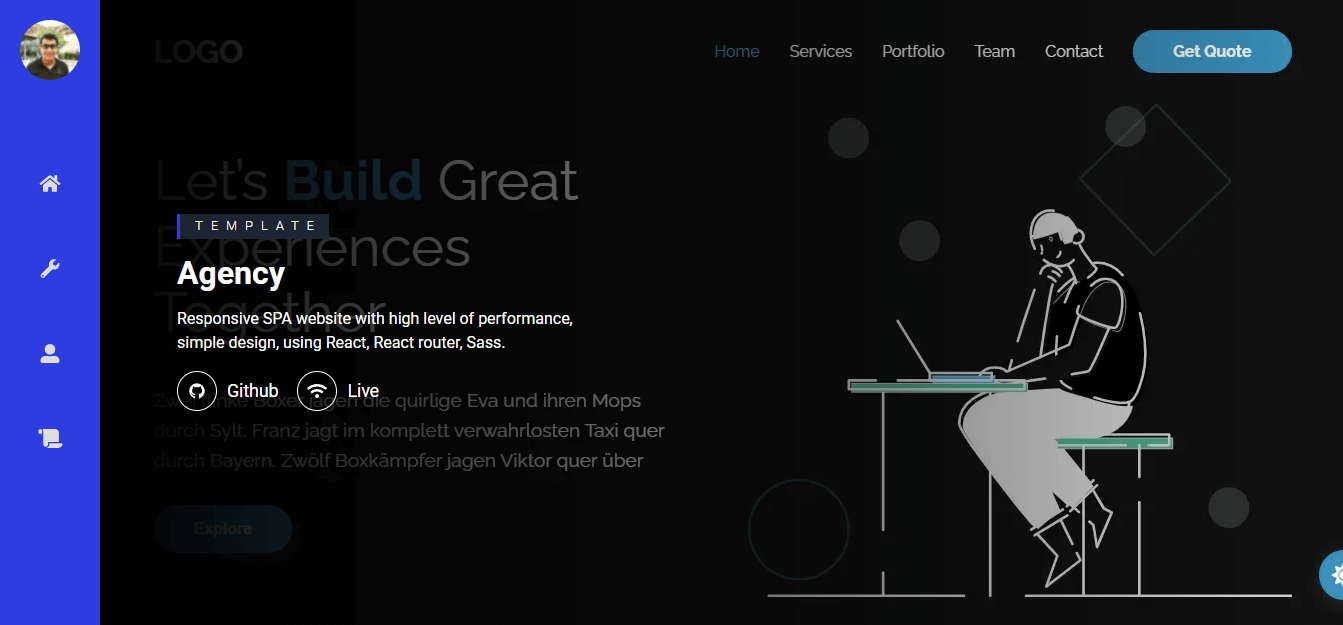 LOGO
Home Services Portfolio Team Contact Get Quote
Let's Build Great
Experiences
Together
TEMPLATE
Agency
Responsive SPA website with high level of performance,
simple design, using React, React router, Sass.
Github Live
Boxer jagen die quirlige Eva und ihren Mops
durch Sylt. Franz jagt im komplett verwahrlosten Taxi quer
durch Bayern. Zwölf Boxkämpfer jagen Viktor quer über
Explore